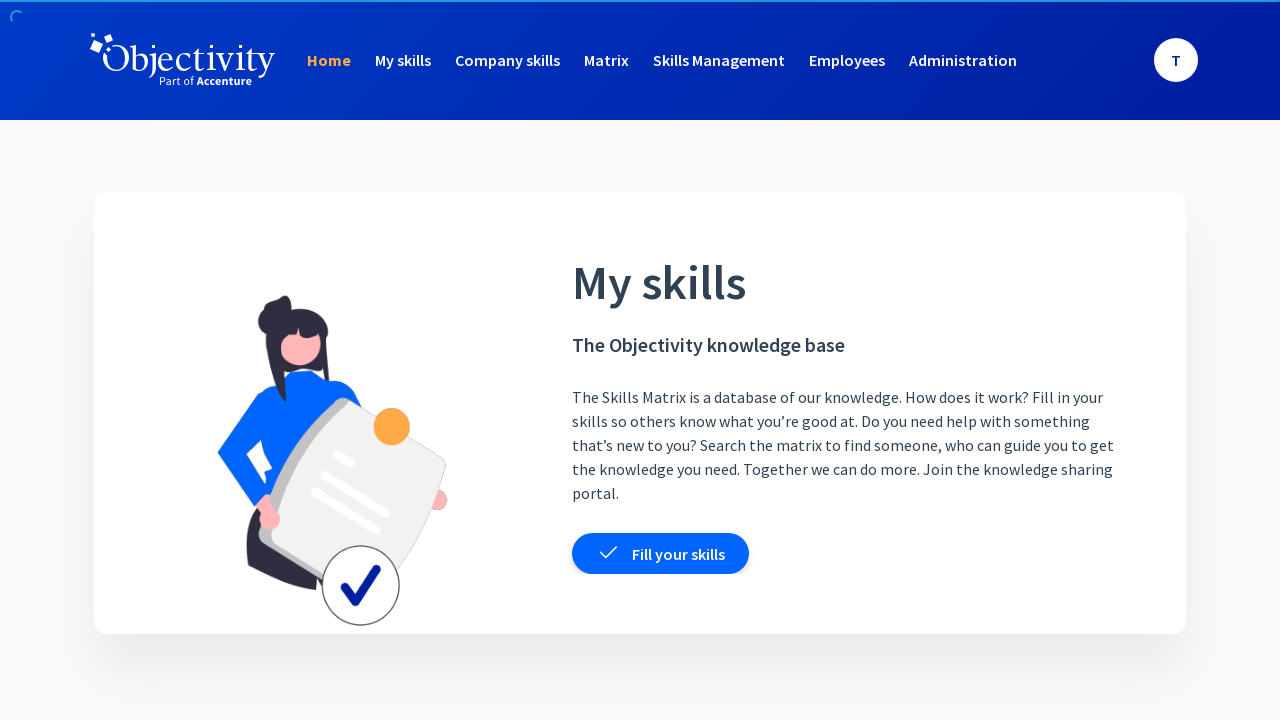 Objectivity
Part of Accenture
Home
My skills
Company skills
Matrix
Skills Management
Employees
Administration
T
My skills
The Objectivity knowledge base
The Skills Matrix is a database of our knowledge. How does it work? Fill in your
skills so others know what you’re good at. Do you need help with something
that’s new to you? Search the matrix to find someone, who can guide you to get
the knowledge you need. Together we can do more. Join the knowledge sharing
portal.
Fill your skills